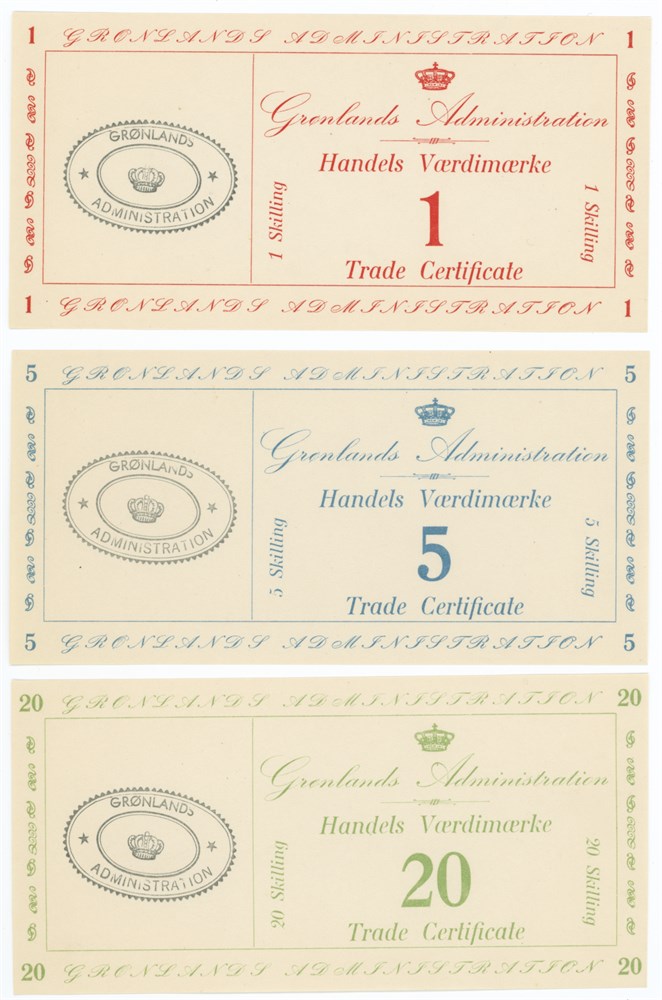 1 GRØNLANDS ADMINISTRATION 1
Grønlands Administration
Handels Værdimærke
1
Trade Certificate
1 Skilling
1 Skilling
GRØNLANDS
ADMINISTRATION
1 GRØNLANDS ADMINISTRATION 1
5 GRØNLANDS ADMINISTRATION 5
Grønlands Administration
Handels Værdimærke
5
Trade Certificate
5 Skilling
5 Skilling
GRØNLANDS
ADMINISTRATION
5 GRØNLANDS ADMINISTRATION 5
20 GRØNLANDS ADMINISTRATION 20
Grønlands Administration
Handels Værdimærke
20
Trade Certificate
20 Skilling
20 Skilling
GRØNLANDS
ADMINISTRATION
20 GRØNLANDS ADMINISTRATION 20